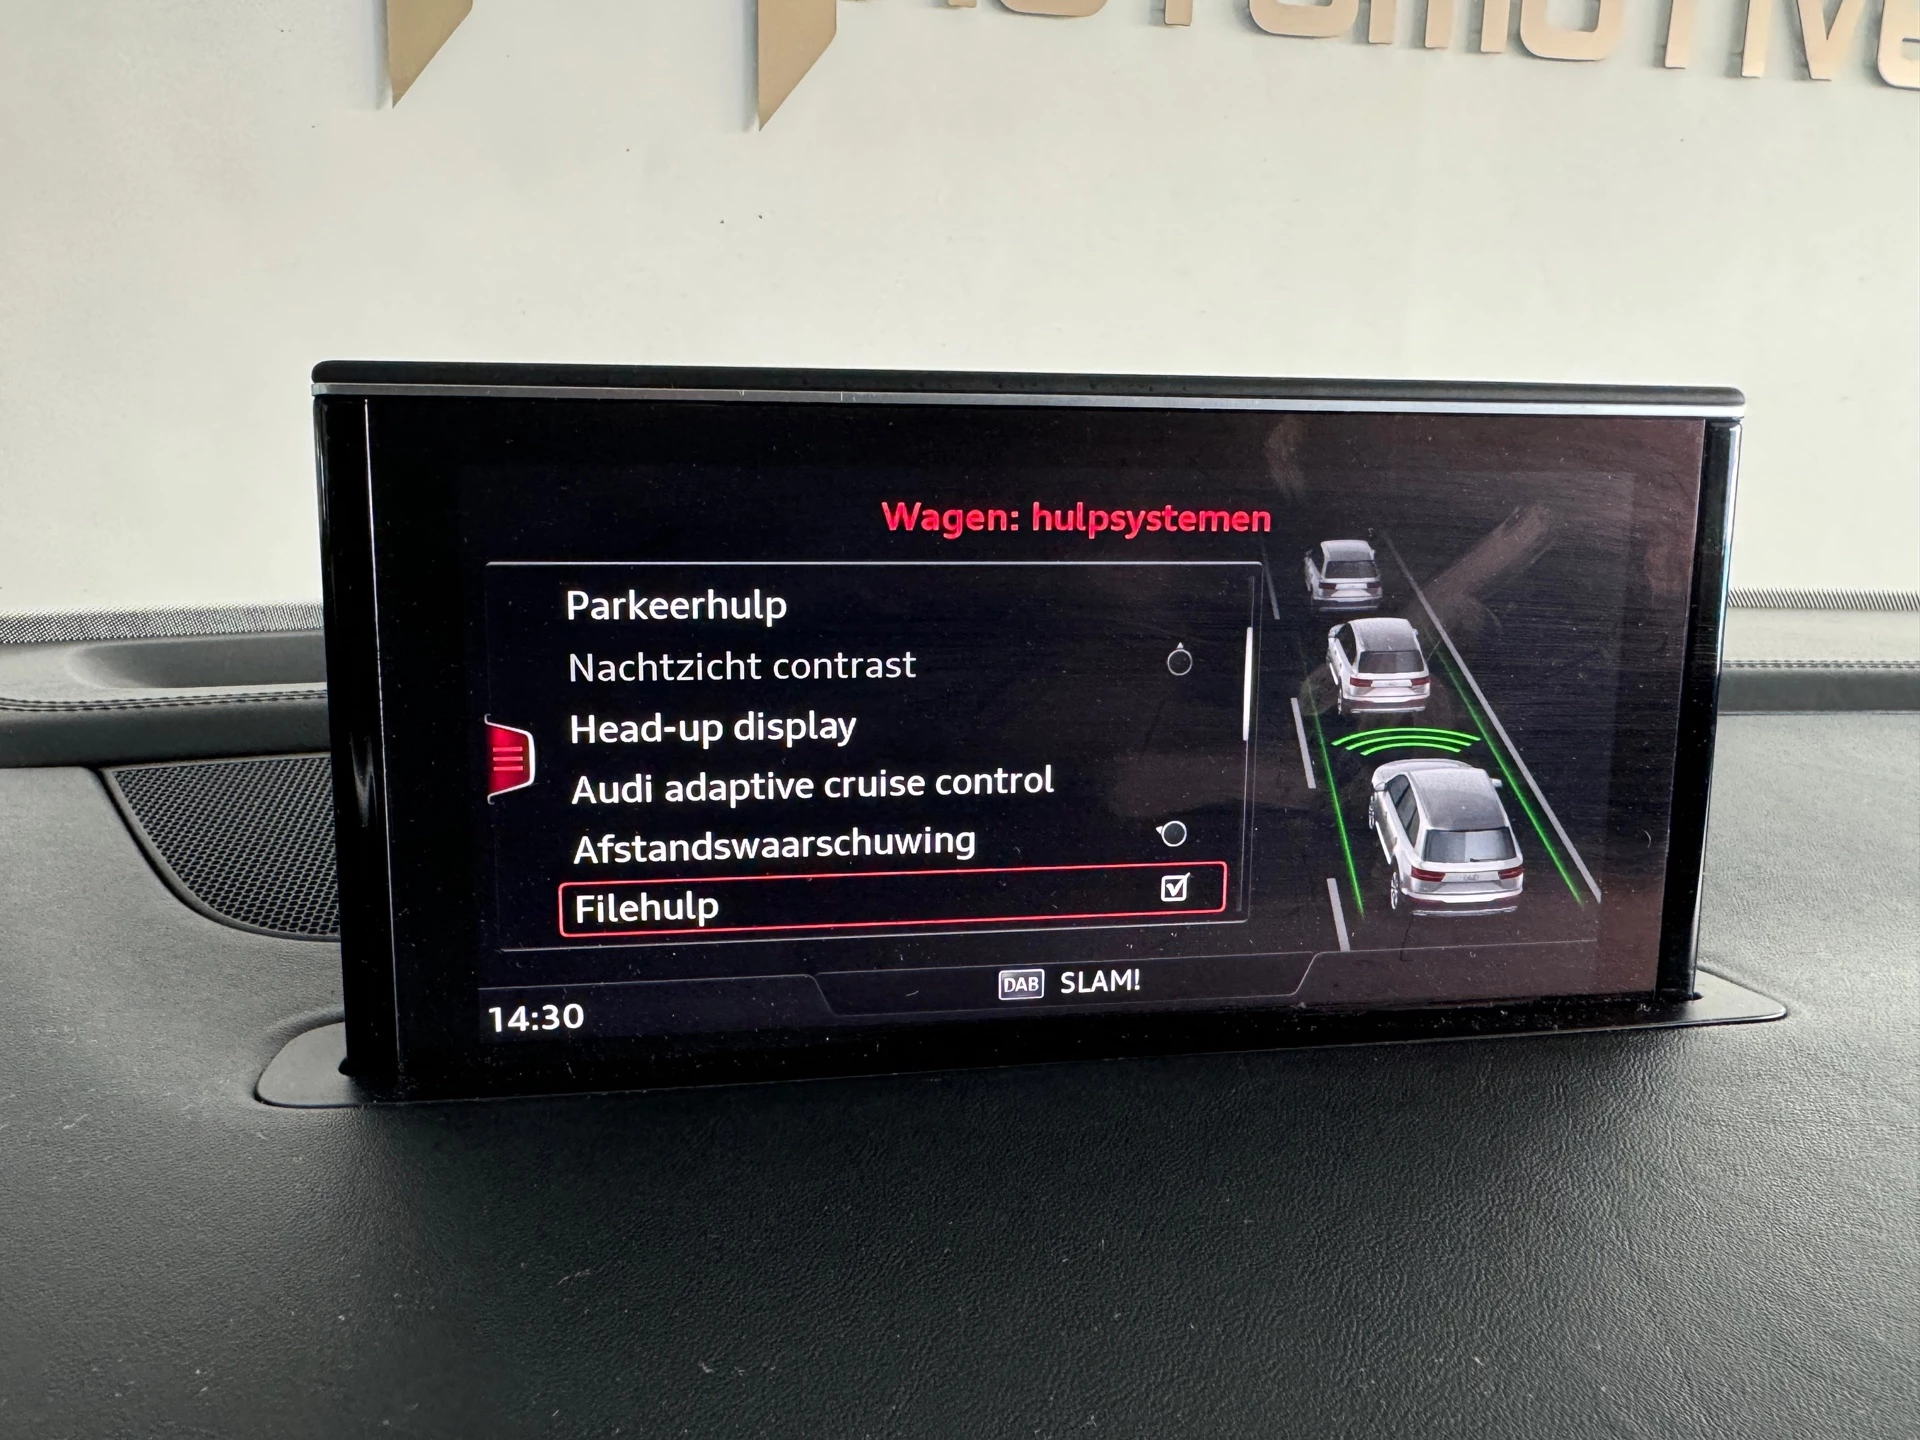 Wagen: hulpsystemen
Parkeerhulp
Nachtzicht contrast
Head-up display
Audi adaptive cruise control
Afstandswaarschuwing
Filehulp
DAB SLAM!
14:30